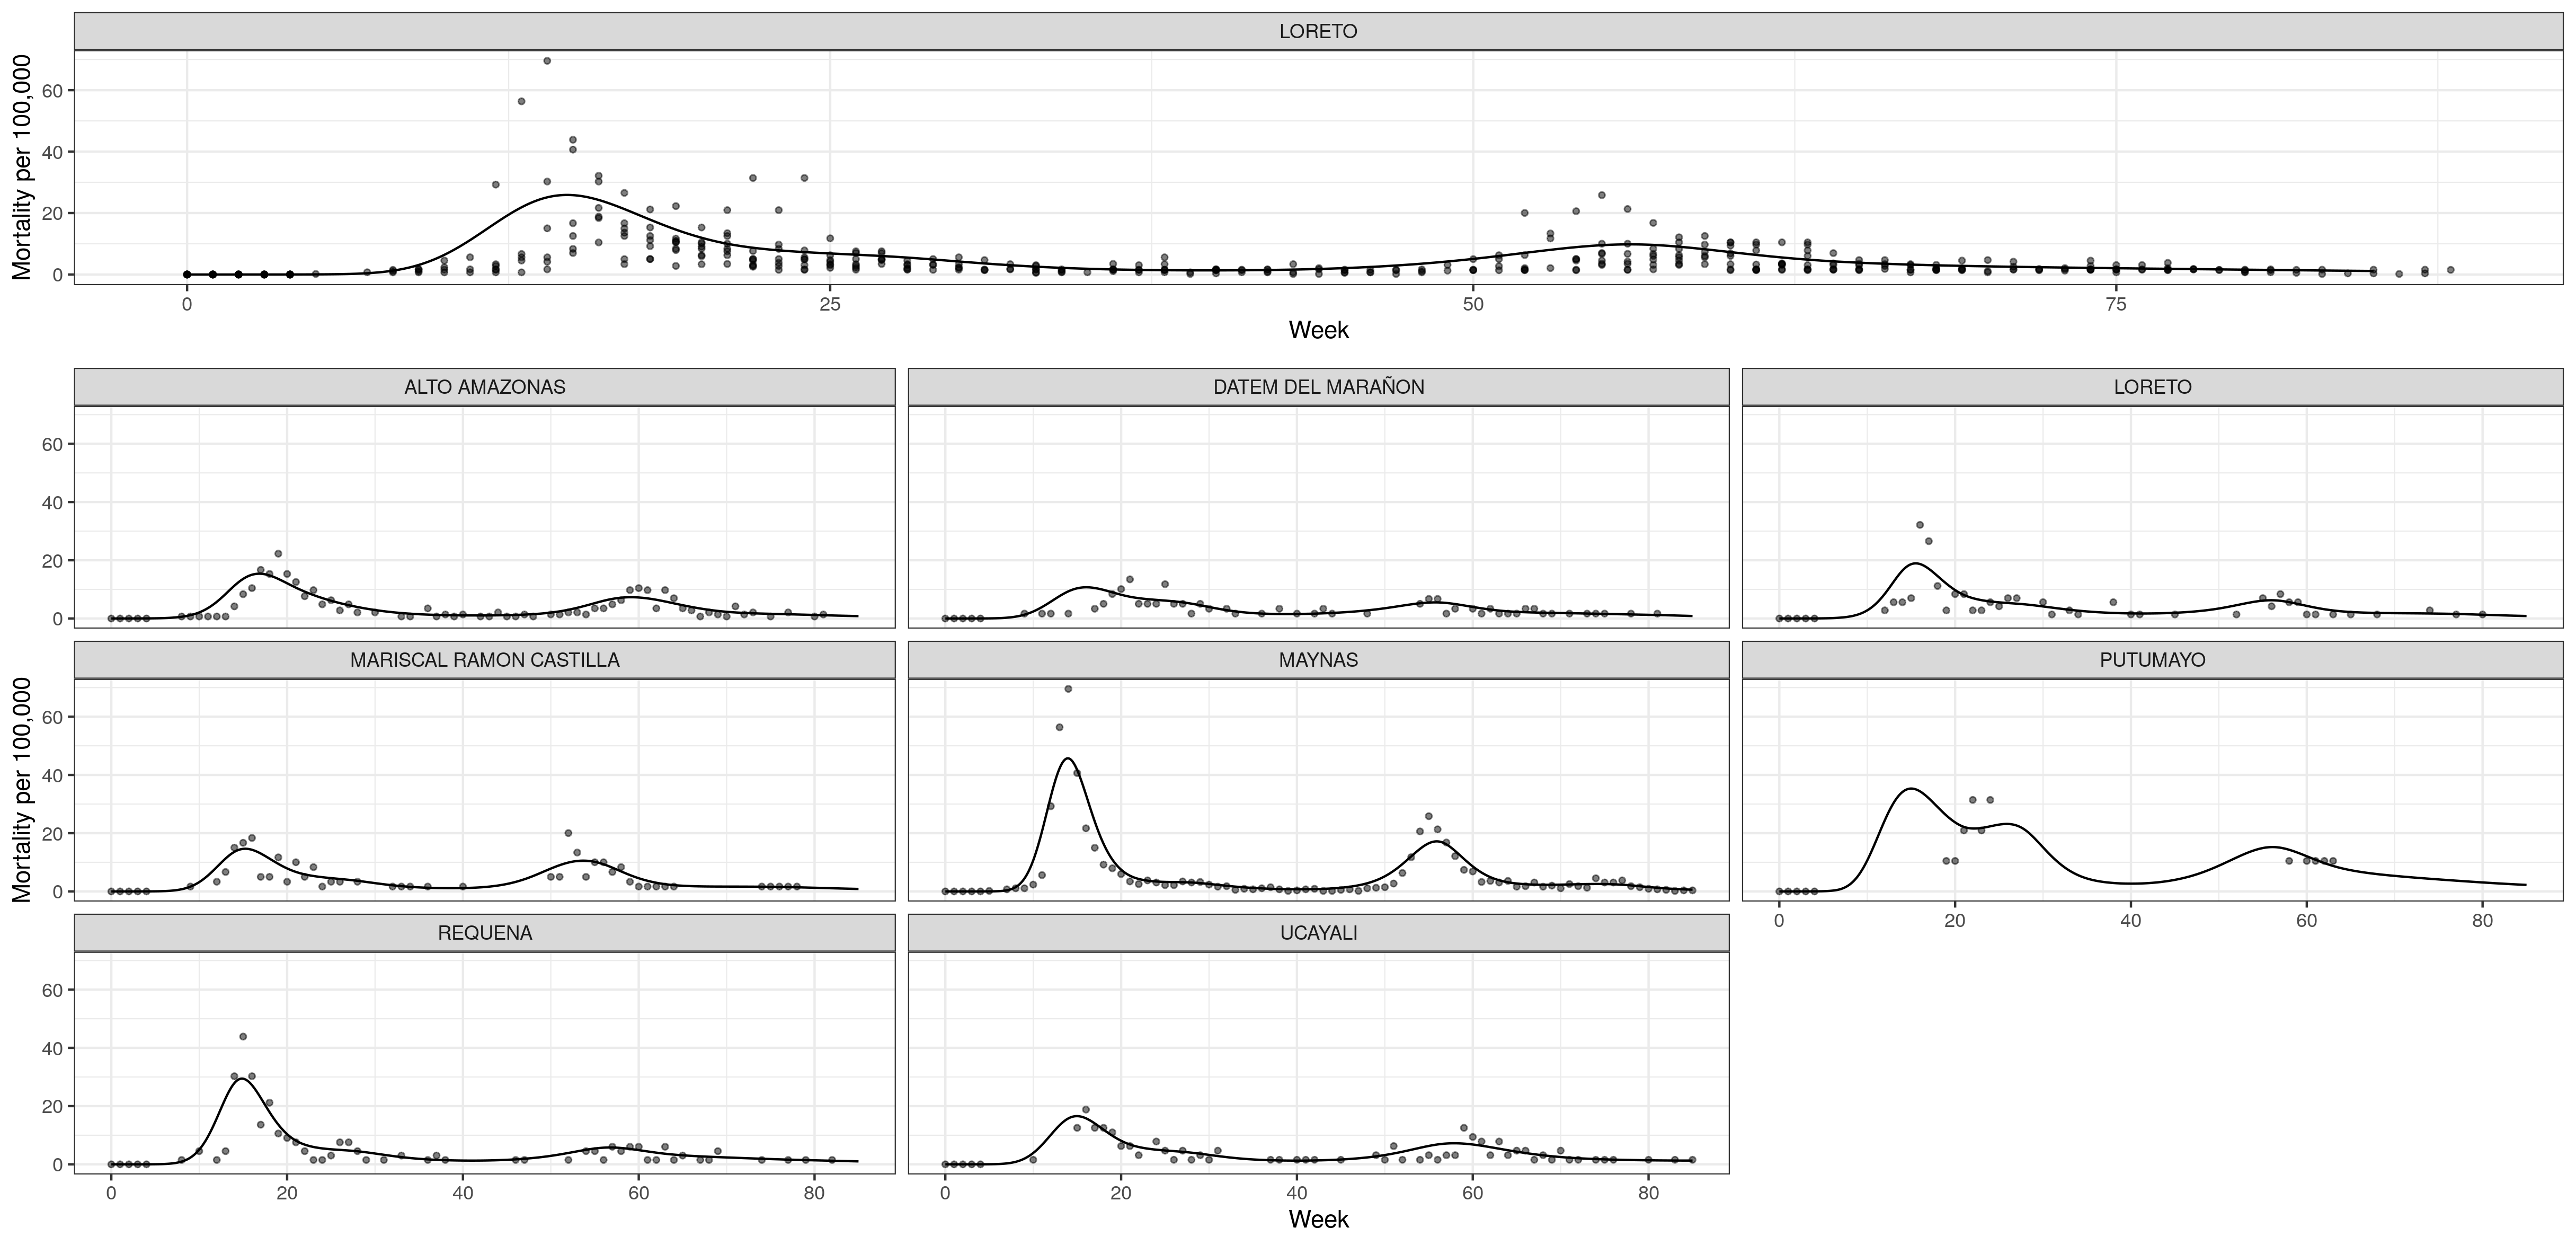 LORETO
Mortality per 100,000
60
40
20
0
0 25 50 75
Week
ALTO AMAZONAS DATEM DEL MARAÑON LORETO
60
40
20
0
MARISCAL RAMON CASTILLA MAYNAS PUTUMAYO
Mortality per 100,000
60
40
20
0
0 20 40 60 80
REQUENA UCAYALI
60
40
20
0
0 20 40 60 80 0 20 40 60 80
Week